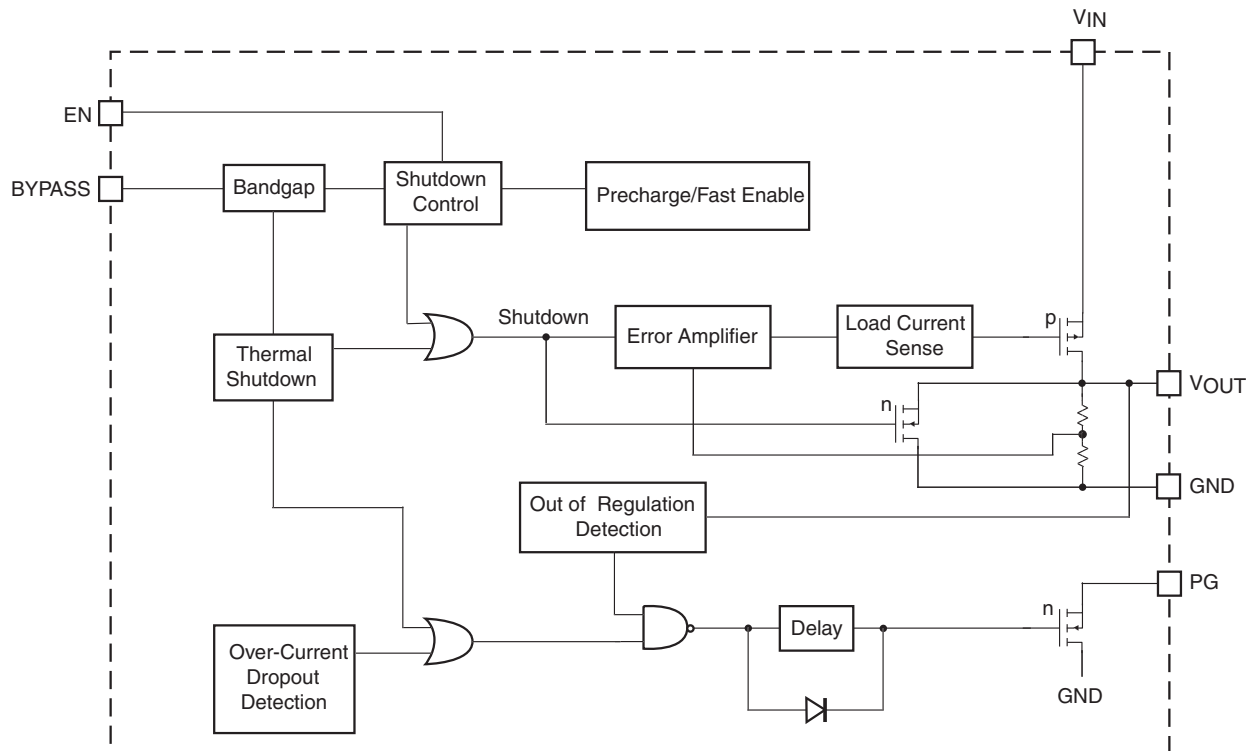 VIN
EN
BYPASS
Bandgap
Shutdown
Control
Precharge/Fast Enable
Shutdown
Thermal
Shutdown
Error Amplifier
Load Current
Sense
p
VOUT
n
GND
Out of Regulation
Detection
PG
n
Delay
Over-Current
Dropout
Detection
GND